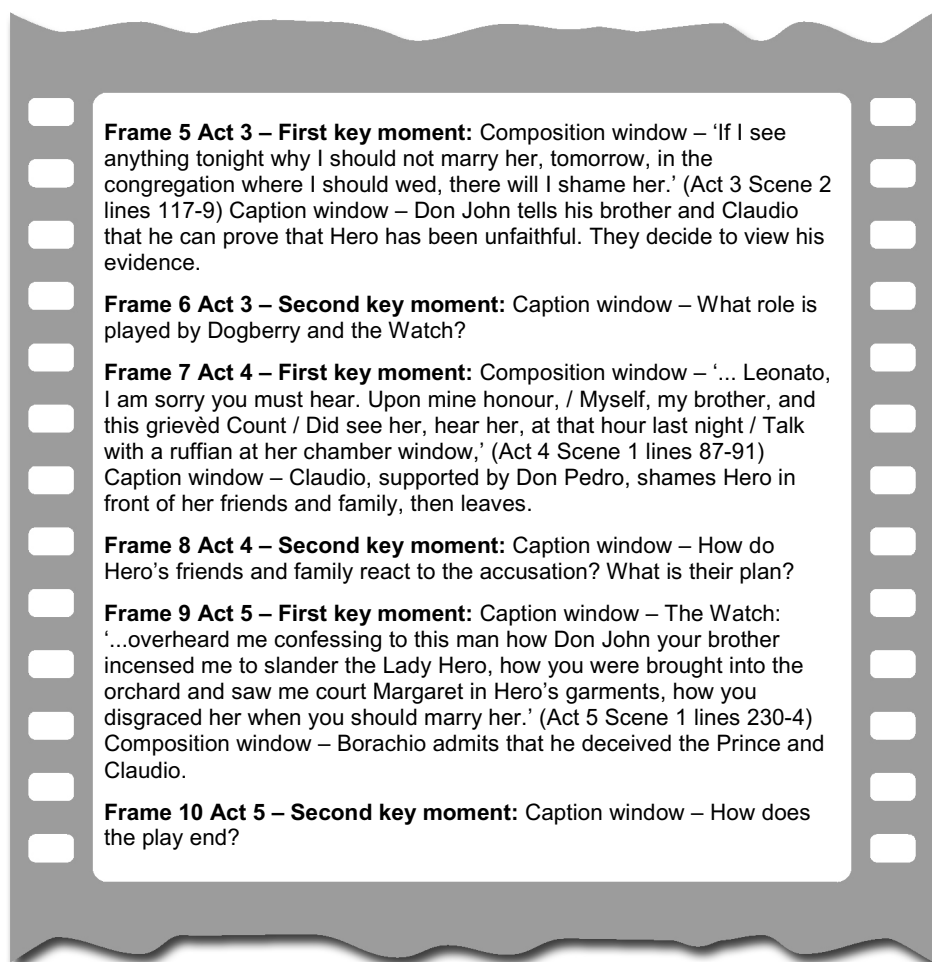 Frame 5 Act 3 – First key moment: Composition window – ‘If I see
anything tonight why I should not marry her, tomorrow, in the
congregation where I should wed, there will I shame her.’ (Act 3 Scene 2
lines 117-9) Caption window – Don John tells his brother and Claudio
that he can prove that Hero has been unfaithful. They decide to view his
evidence.
Frame 6 Act 3 – Second key moment: Caption window – What role is
played by Dogberry and the Watch?
Frame 7 Act 4 – First key moment: Composition window – ‘... Leonato,
I am sorry you must hear. Upon mine honour, / Myself, my brother, and
this grievèd Count / Did see her, hear her, at that hour last night / Talk
with a ruffian at her chamber window,’ (Act 4 Scene 1 lines 87-91)
Caption window – Claudio, supported by Don Pedro, shames Hero in
front of her friends and family, then leaves.
Frame 8 Act 4 – Second key moment: Caption window – How do
Hero’s friends and family react to the accusation? What is their plan?
Frame 9 Act 5 – First key moment: Caption window – The Watch:
‘...overheard me confessing to this man how Don John your brother
incensed me to slander the Lady Hero, how you were brought into the
orchard and saw me court Margaret in Hero’s garments, how you
disgraced her when you should marry her.’ (Act 5 Scene 1 lines 230-4)
Composition window – Borachio admits that he deceived the Prince and
Claudio.
Frame 10 Act 5 – Second key moment: Caption window – How does
the play end?